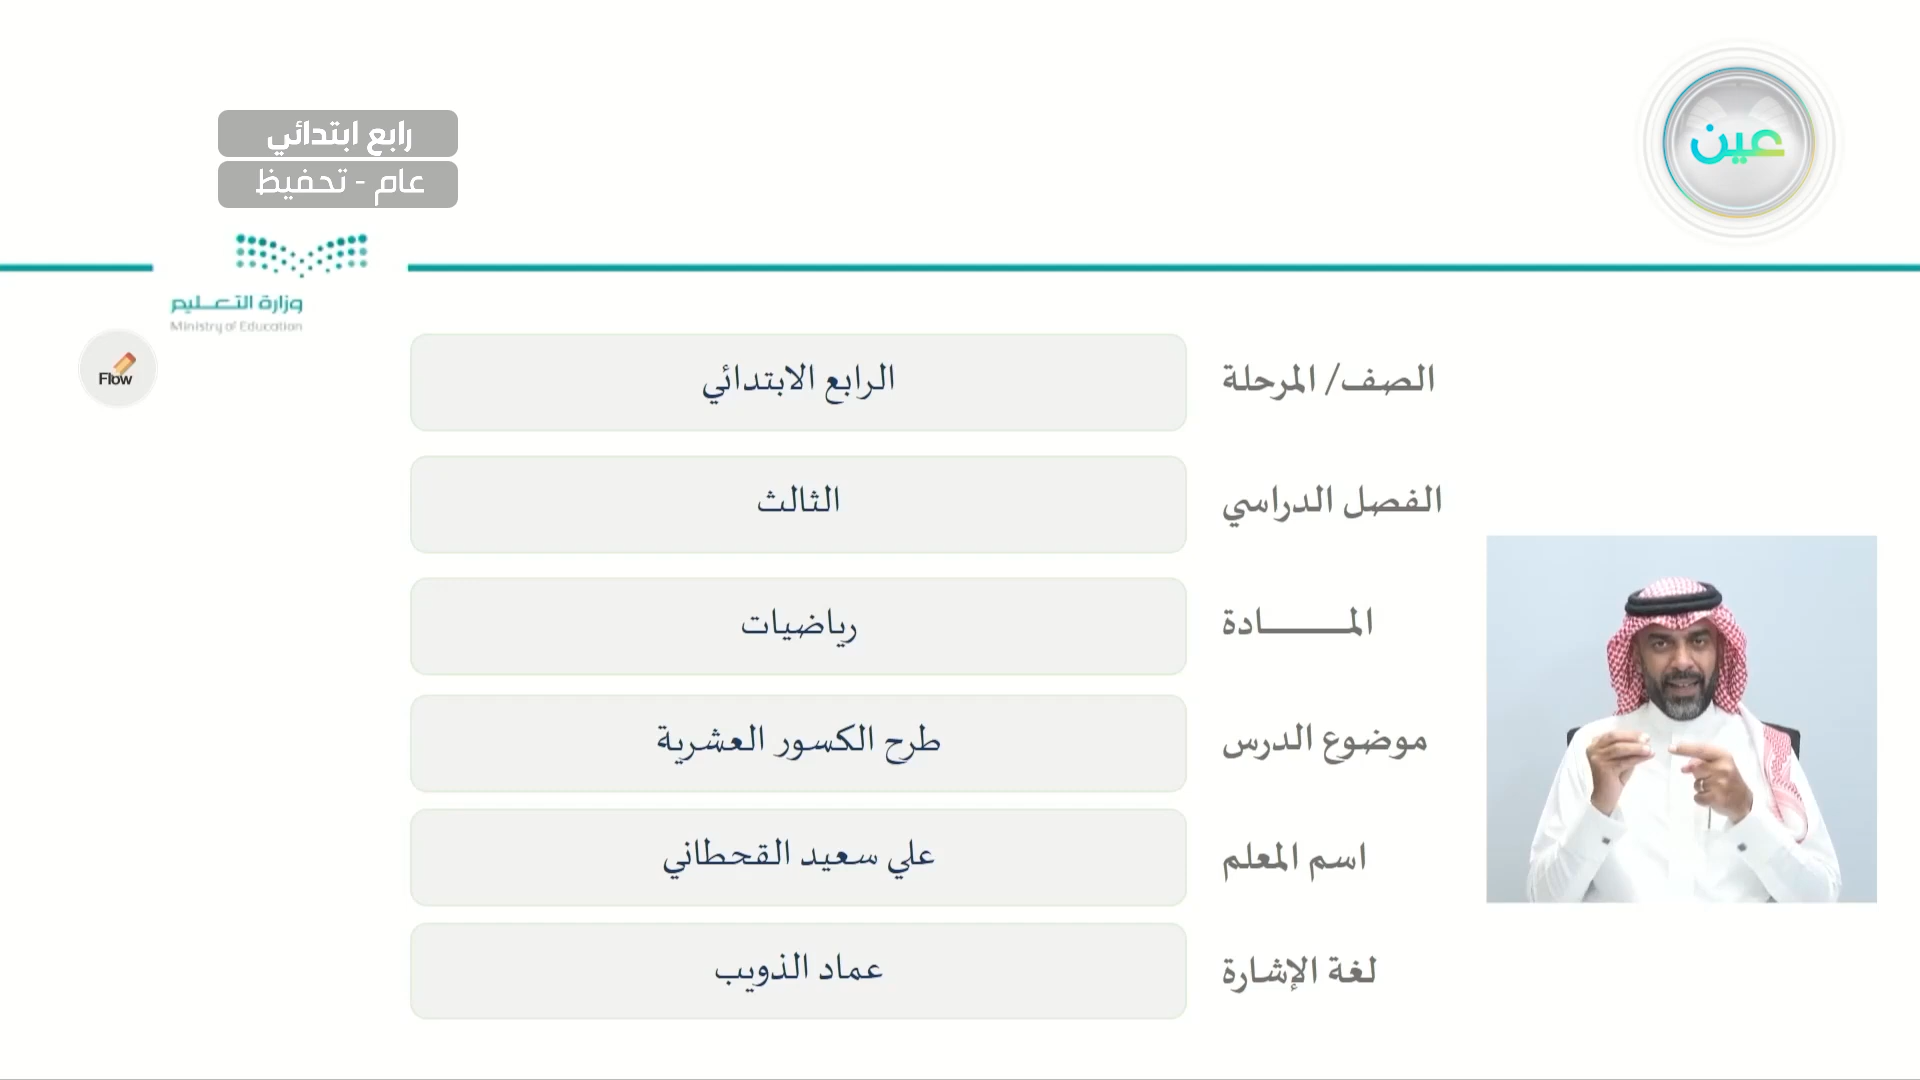 رابع ابتدائي
عام - تحفيظ
عين
وزارة التعليم
Ministry of Education
Flow
الصف/ المرحلة
الرابع الابتدائي
الفصل الدراسي
الثالث
المــــــــادة
رياضيات
موضوع الدرس
طرح الكسور العشرية
اسم المعلم
علي سعيد القحطاني
لغة الإشارة
عماد الذويب